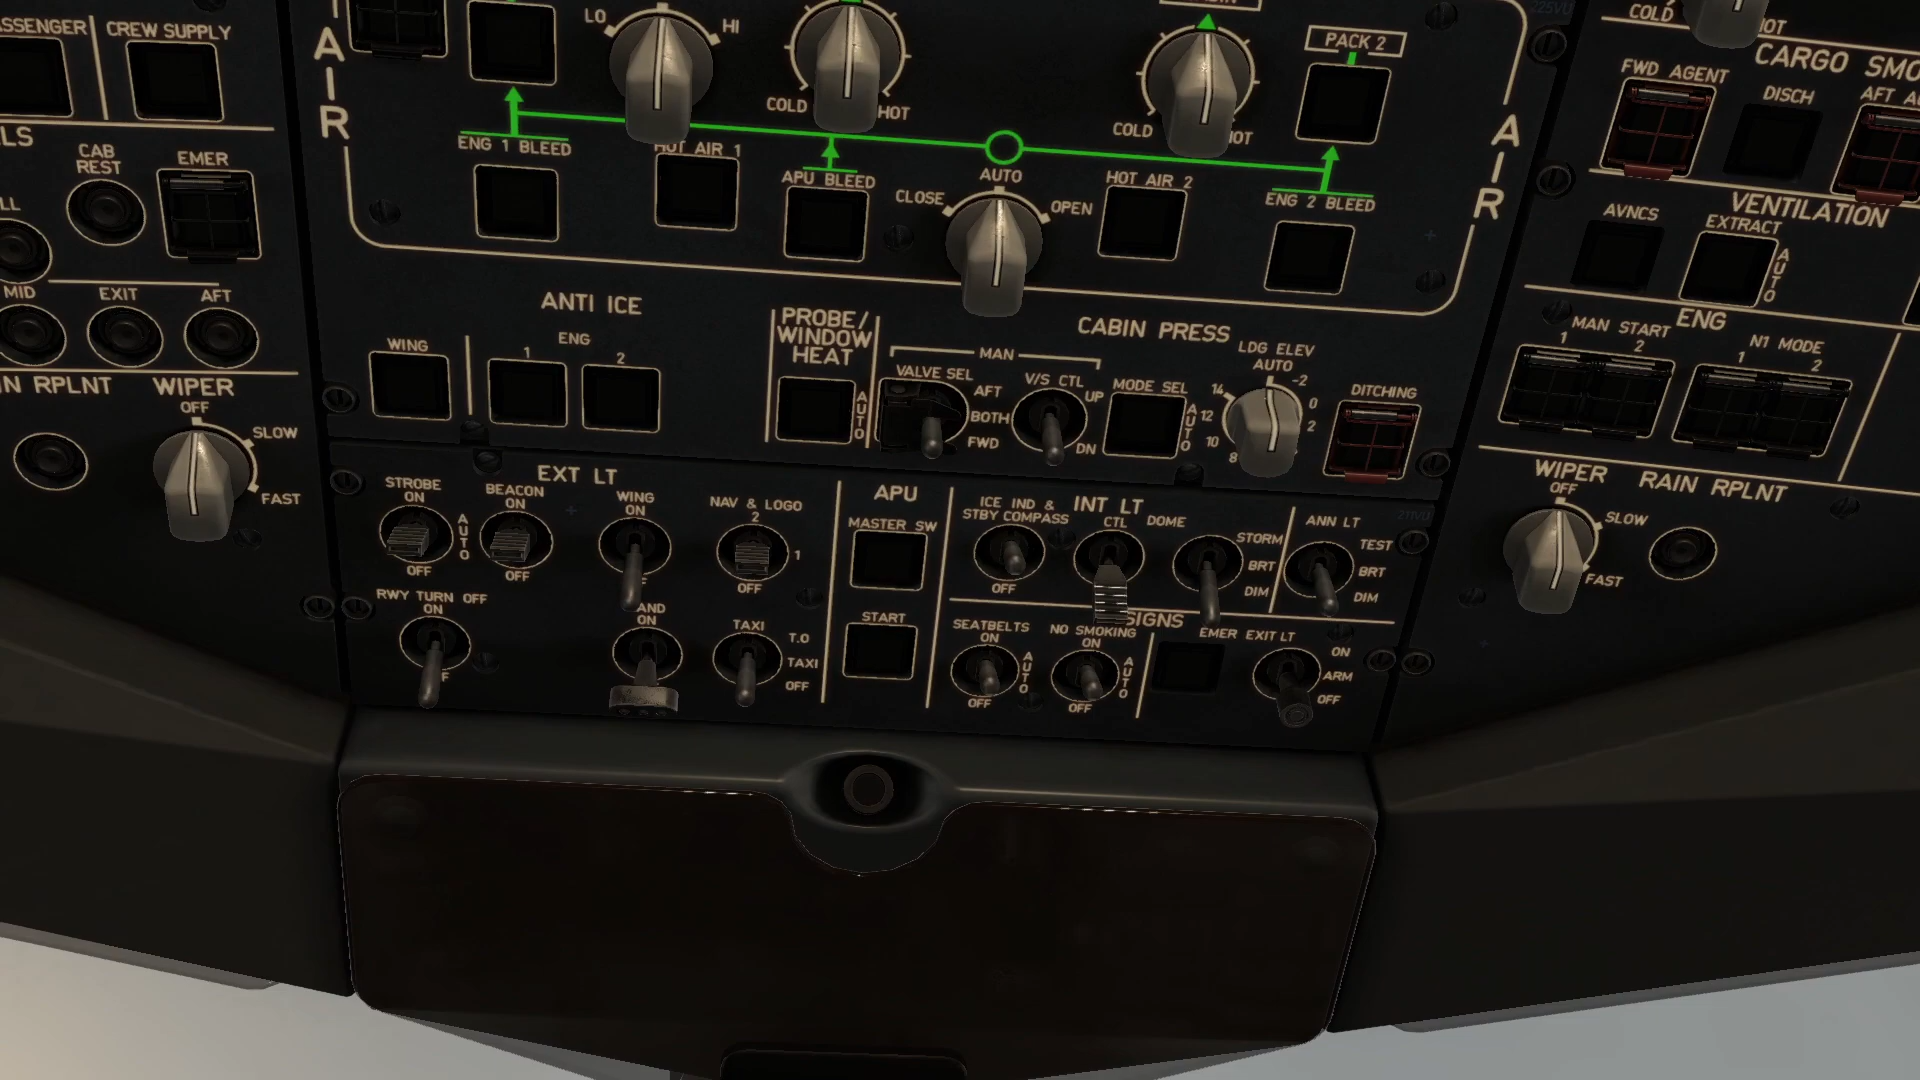 ASSENGER
CREW SUPPLY
LO
HI
PACK 2
COLD
HOT
CARGO SMO
FWD AGENT
DISCH
COLD
HOT
COLD
AIR
AIR
ENG 1 BLEED
HOT AIR 1
APU BLEED
AUTO
CLOSE
OPEN
HOT AIR 2
ENG 2 BLEED
CAB
REST
EMER
MID
EXIT
AFT
AVNCS
VENTILATION
EXTRACT
AUTO
ANTI ICE
WING
ENG
1
2
PROBE/
WINDOW
HEAT
AUTO
CABIN PRESS
MAN
VALVE SEL
AFT
BOTH
FWD
V/S CTL
UP
DN
MODE SEL
AUTO
LDG ELEV
AUTO
14
-2
12
0
10
2
8
DITCHING
ENG
MAN START
1
2
N1 MODE
1
2
IN RPLNT
WIPER
OFF
SLOW
FAST
EXT LT
STROBE
ON
AUTO
OFF
BEACON
ON
OFF
WING
ON
NAV & LOGO
2
1
OFF
RWY TURN OFF
ON
ON
TAXI
T.O
TAXI
OFF
APU
MASTER SW
START
INT LT
ICE IND &
STBY COMPASS
OFF
CTL
DOME
STORM
BRT
DIM
ANN LT
TEST
BRT
DIM
211VU
SIGNS
SEATBELTS
ON
AUTO
OFF
NO SMOKING
ON
AUTO
OFF
EMER EXIT LT
ON
ARM
OFF
WIPER
OFF
SLOW
FAST
RAIN RPLNT